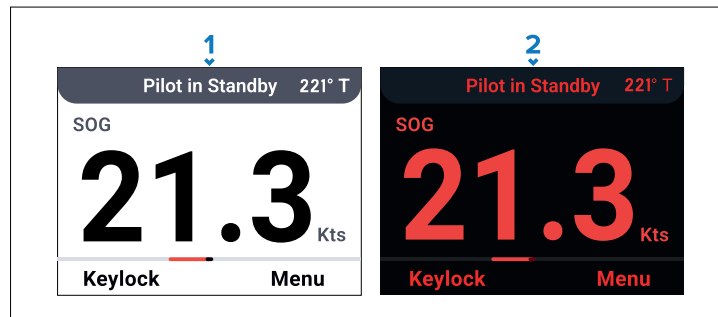 1
Pilot in Standby 221° T
SOG
21.3 Kts
Keylock Menu
2
Pilot in Standby 221° T
SOG
21.3 Kts
Keylock Menu